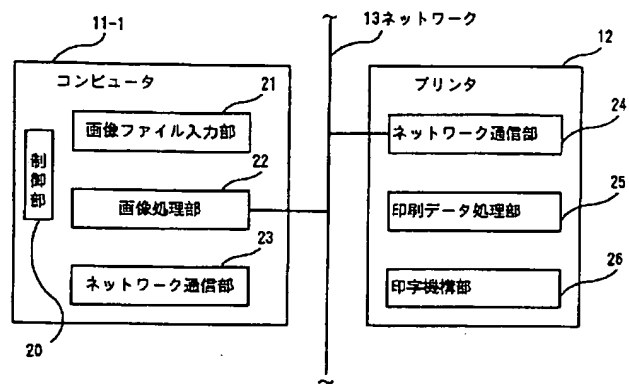 11-1
13ネットワーク
12
コンピュータ
21
画像ファイル入力部
制御部
22
画像処理部
23
ネットワーク通信部
20
プリンタ
ネットワーク通信部
24
印刷データ処理部
25
印字機構部
26